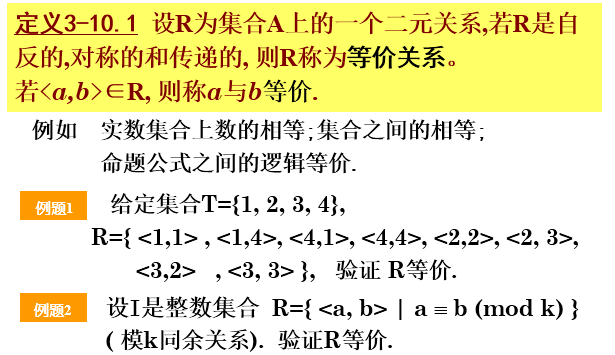 定义3-10.1 设R为集合A上的一个二元关系,若R是自
反的,对称的和传递的, 则R称为等价关系。
若<a,b>∈R, 则称a与b等价.
例如 实数集合上数的相等;集合之间的相等;
命题公式之间的逻辑等价.
例题1 给定集合T={1, 2, 3, 4},
R={ <1,1> , <1,4>, <4,1>, <4,4>, <2,2>, <2, 3>,
<3,2> , <3, 3> }, 验证 R等价.
例题2 设I是整数集合 R={ <a, b> | a ≡ b (mod k) }
( 模k同余关系). 验证R等价.